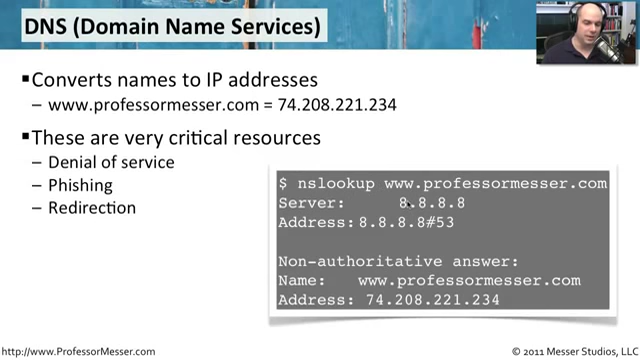 DNS (Domain Name Services)
▪Converts names to IP addresses
– www.professormesser.com = 74.208.221.234
▪These are very critical resources
– Denial of service
– Phishing
– Redirection
$ nslookup www.professormesser.com
Server: 8.8.8.8
Address: 8.8.8.8#53
Non-authoritative answer:
Name: www.professormesser.com
Address: 74.208.221.234
http://www.ProfessorMesser.com
© 2011 Messer Studios, LLC